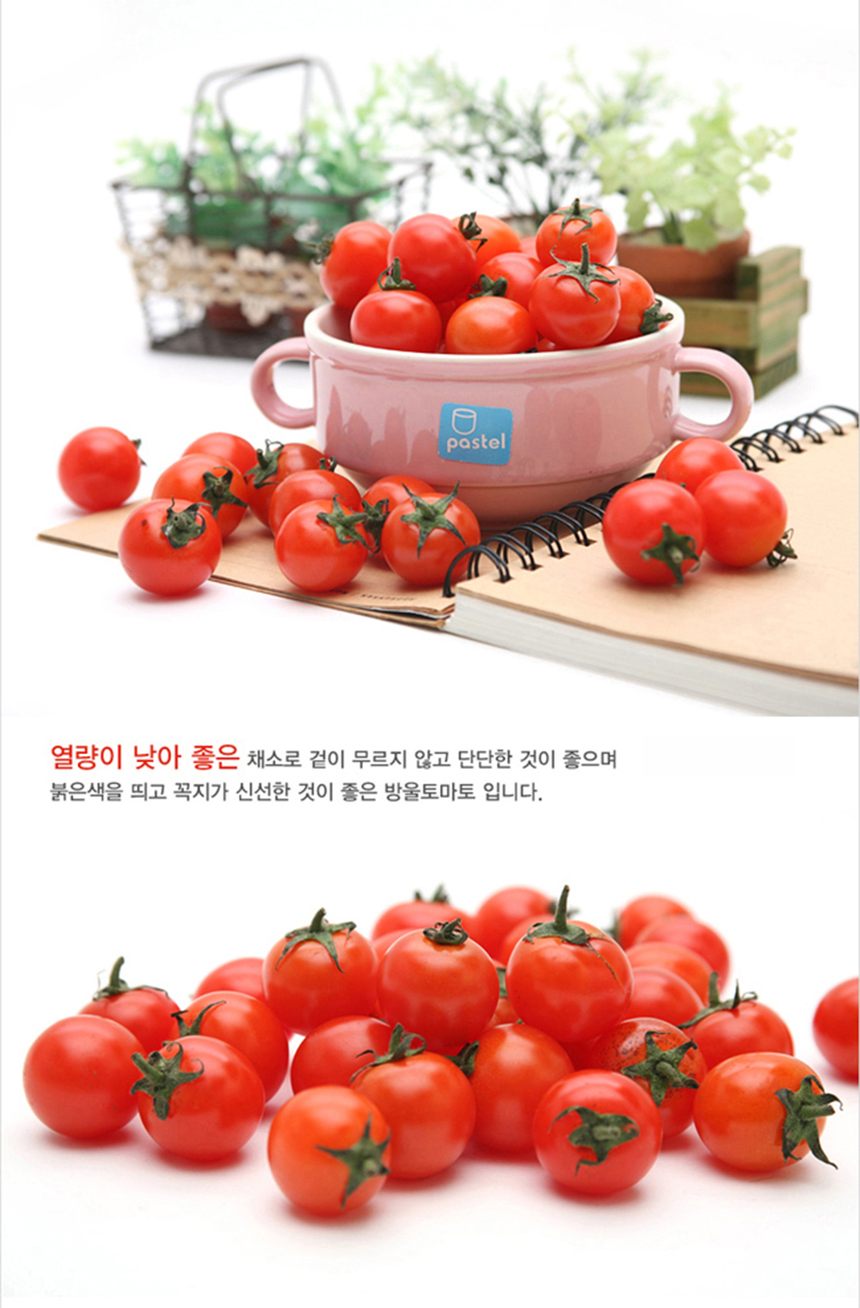 pastel
열량이 낮아 좋은 채소로 겉이 무르지 않고 단단한 것이 좋으며
붉은색을 띄고 꼭지가 신선한 것이 좋은 방울토마토 입니다.